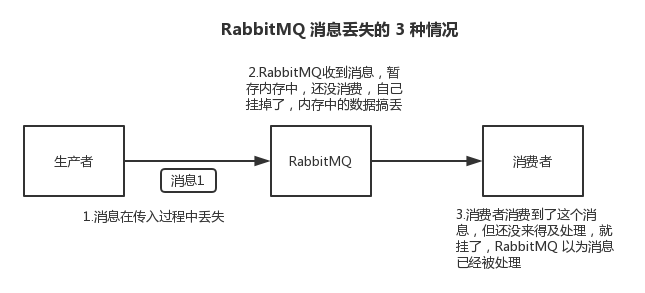 RabbitMQ 消息丢失的 3 种情况
2.RabbitMQ收到消息，暂
存内存中，还没消费，自己
挂掉了，内存中的数据搞丢
生产者
RabbitMQ
消费者
消息1
1.消息在传入过程中丢失
3.消费者消费到了这个消
息，但还没来得及处理，就
挂了，RabbitMQ 以为消息
已经被处理